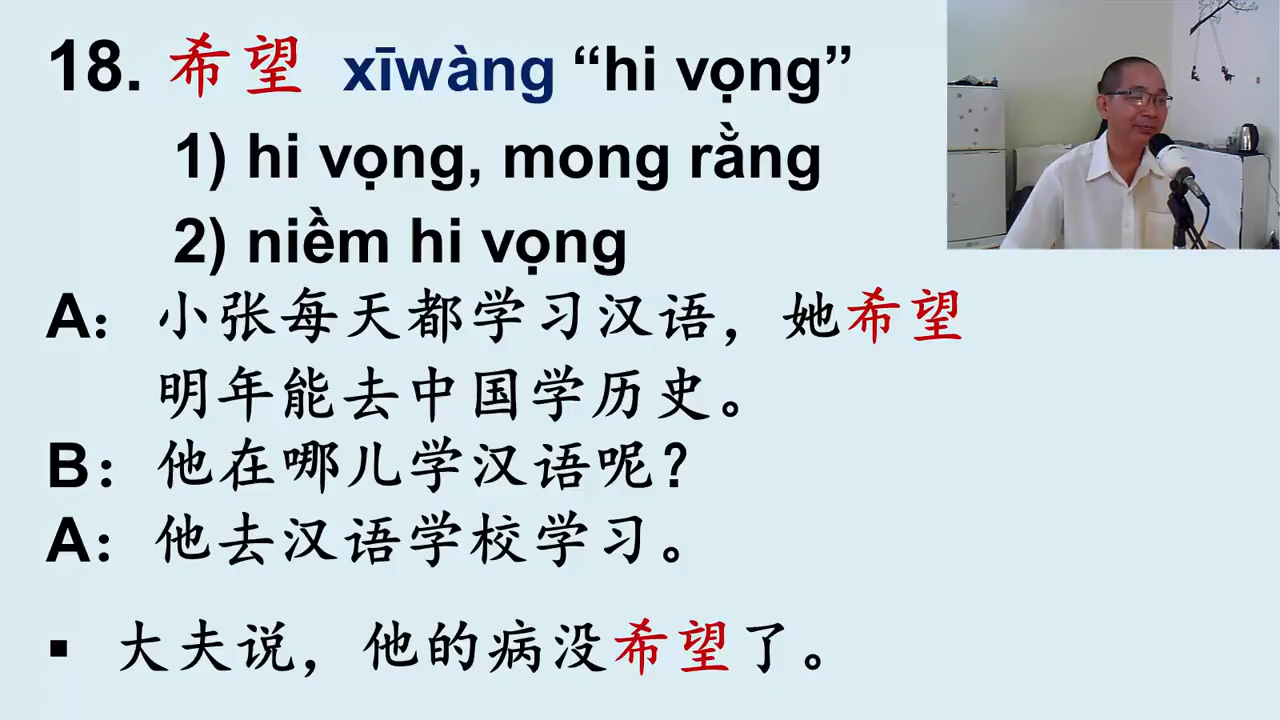 18. 希望 xīwàng “hi vọng”
1) hi vọng, mong rằng
2) niềm hi vọng
A：小张每天都学习汉语，她希望
明年能去中国学历史。
B：他在哪儿学汉语呢？
A：他去汉语学校学习。
▪ 大夫说，他的病没希望了。